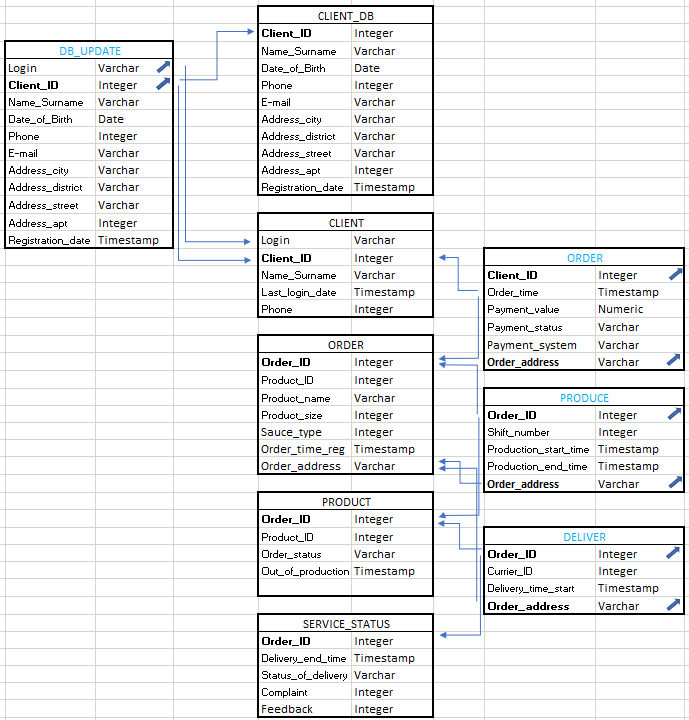 DB_UPDATE
Login Varchar
Client_ID Integer
Name_Surname Varchar
Date_of_Birth Date
Phone Integer
E-mail Varchar
Address_city Varchar
Address_district Varchar
Address_street Varchar
Address_apt Integer
Registration_date Timestamp
CLIENT_DB
Client_ID Integer
Name_Surname Varchar
Date_of_Birth Date
Phone Integer
E-mail Varchar
Address_city Varchar
Address_district Varchar
Address_street Varchar
Address_apt Integer
Registration_date Timestamp
CLIENT
Login Varchar
Client_ID Integer
Name_Surname Varchar
Last_login_date Timestamp
Phone Integer
ORDER
Order_ID Integer
Product_ID Integer
Product_name Varchar
Product_size Integer
Sauce_type Integer
Order_time_reg Timestamp
Order_address Varchar
PRODUCT
Order_ID Integer
Product_ID Integer
Order_status Varchar
Out_of_production Timestamp
SERVICE_STATUS
Order_ID Integer
Delivery_end_time Timestamp
Status_of_delivery Varchar
Complaint Integer
Feedback Integer
ORDER
Client_ID Integer
Order_time Timestamp
Payment_value Numeric
Payment_status Varchar
Payment_system Varchar
Order_address Varchar
PRODUCE
Order_ID Integer
Shift_number Integer
Production_start_time Timestamp
Production_end_time Timestamp
Order_address Varchar
DELIVER
Order_ID Integer
Currier_ID Integer
Delivery_time_start Timestamp
Order_address Varchar